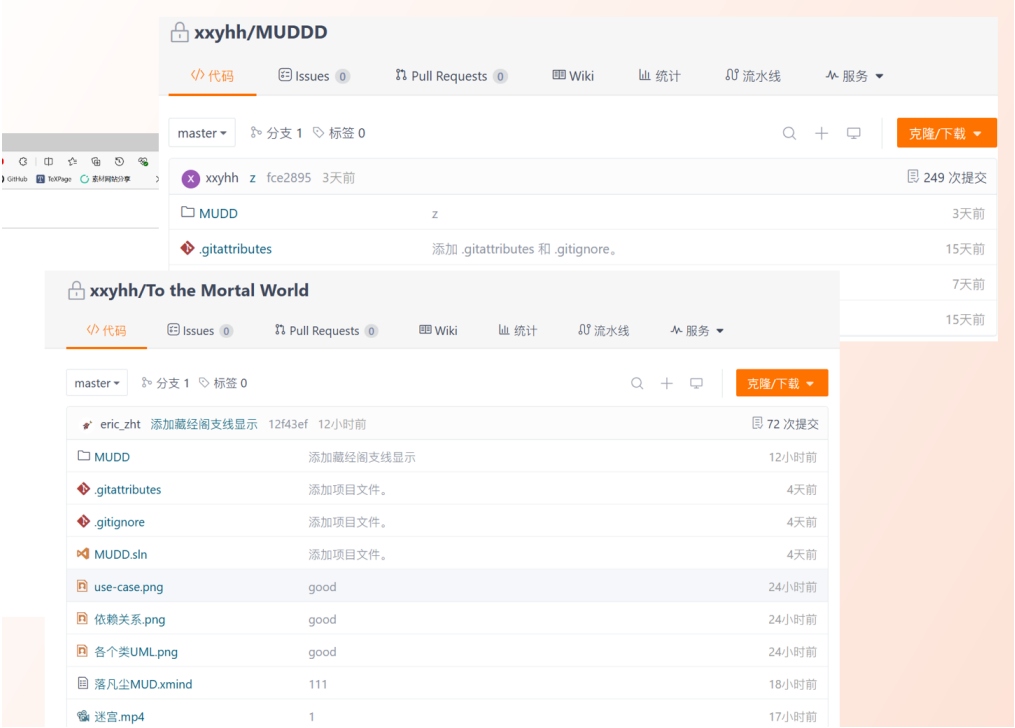 xxyhh/MUDDD
代码 Issues 0 Pull Requests 0 Wiki 统计 流水线 服务
master 分支 1 标签 0 克隆/下载
GitHub TeXPage 素材网站分享
X xxyhh z fce2895 3天前 249 次提交
MUDD z 3天前
.gitattributes 添加 .gitattributes 和 .gitignore。 15天前
7天前
15天前
xxyhh/To the Mortal World
代码 Issues 0 Pull Requests 0 Wiki 统计 流水线 服务
master 分支 1 标签 0 克隆/下载
eric_zht 添加藏经阁支线显示 12f43ef 12小时前 72 次提交
MUDD 添加藏经阁支线显示 12小时前
.gitattributes 添加项目文件。 4天前
.gitignore 添加项目文件。 4天前
MUDD.sln 添加项目文件。 4天前
use-case.png good 24小时前
依赖关系.png good 24小时前
各个类UML.png good 24小时前
落凡尘MUD.xmind 111 18小时前
迷宫.mp4 1 17小时前